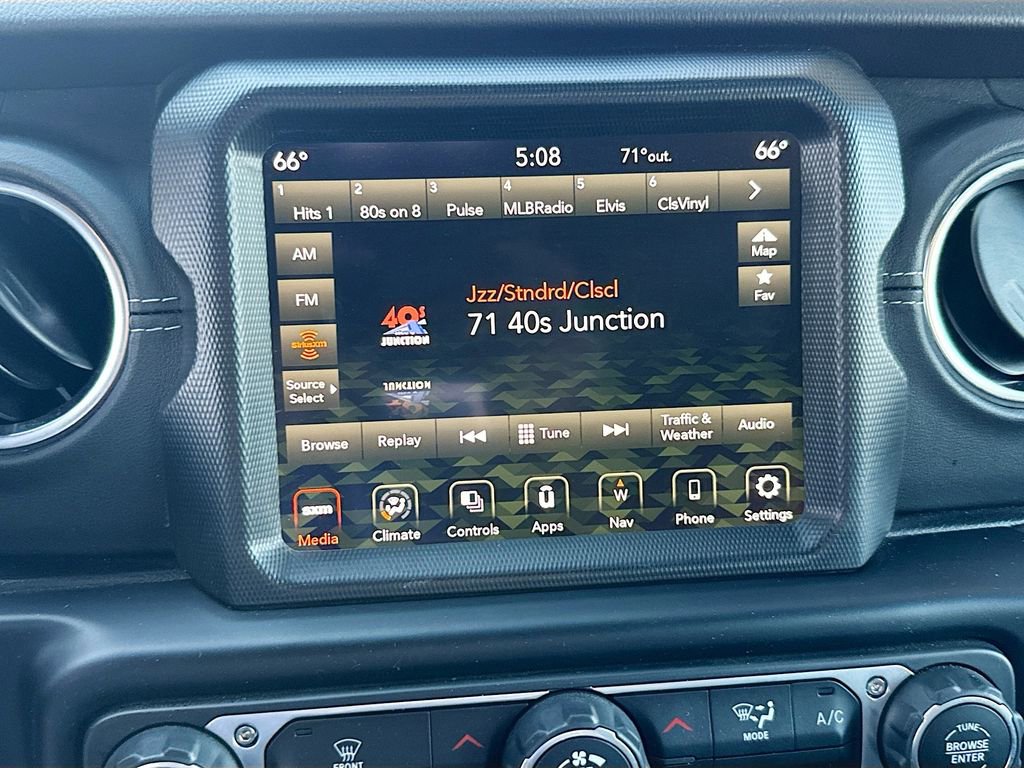 66° 5:08 71°out. 66°
1 2 3 4 5 6
Hits 1 80s on 8 Pulse MLBRadio Elvis ClsVinyl
AM
Map
FM
Fav
Jzz/Stndrd/Clscl
40s
JUNCTION
71 40s Junction
siriusxm
Source
Select
JUNCTION
Browse Replay Tune Traffic &
Weather
Audio
sxm W
Media Climate Controls Apps Nav Phone Settings
FRONT
MODE
A/C
TUNE
BROWSE
ENTER